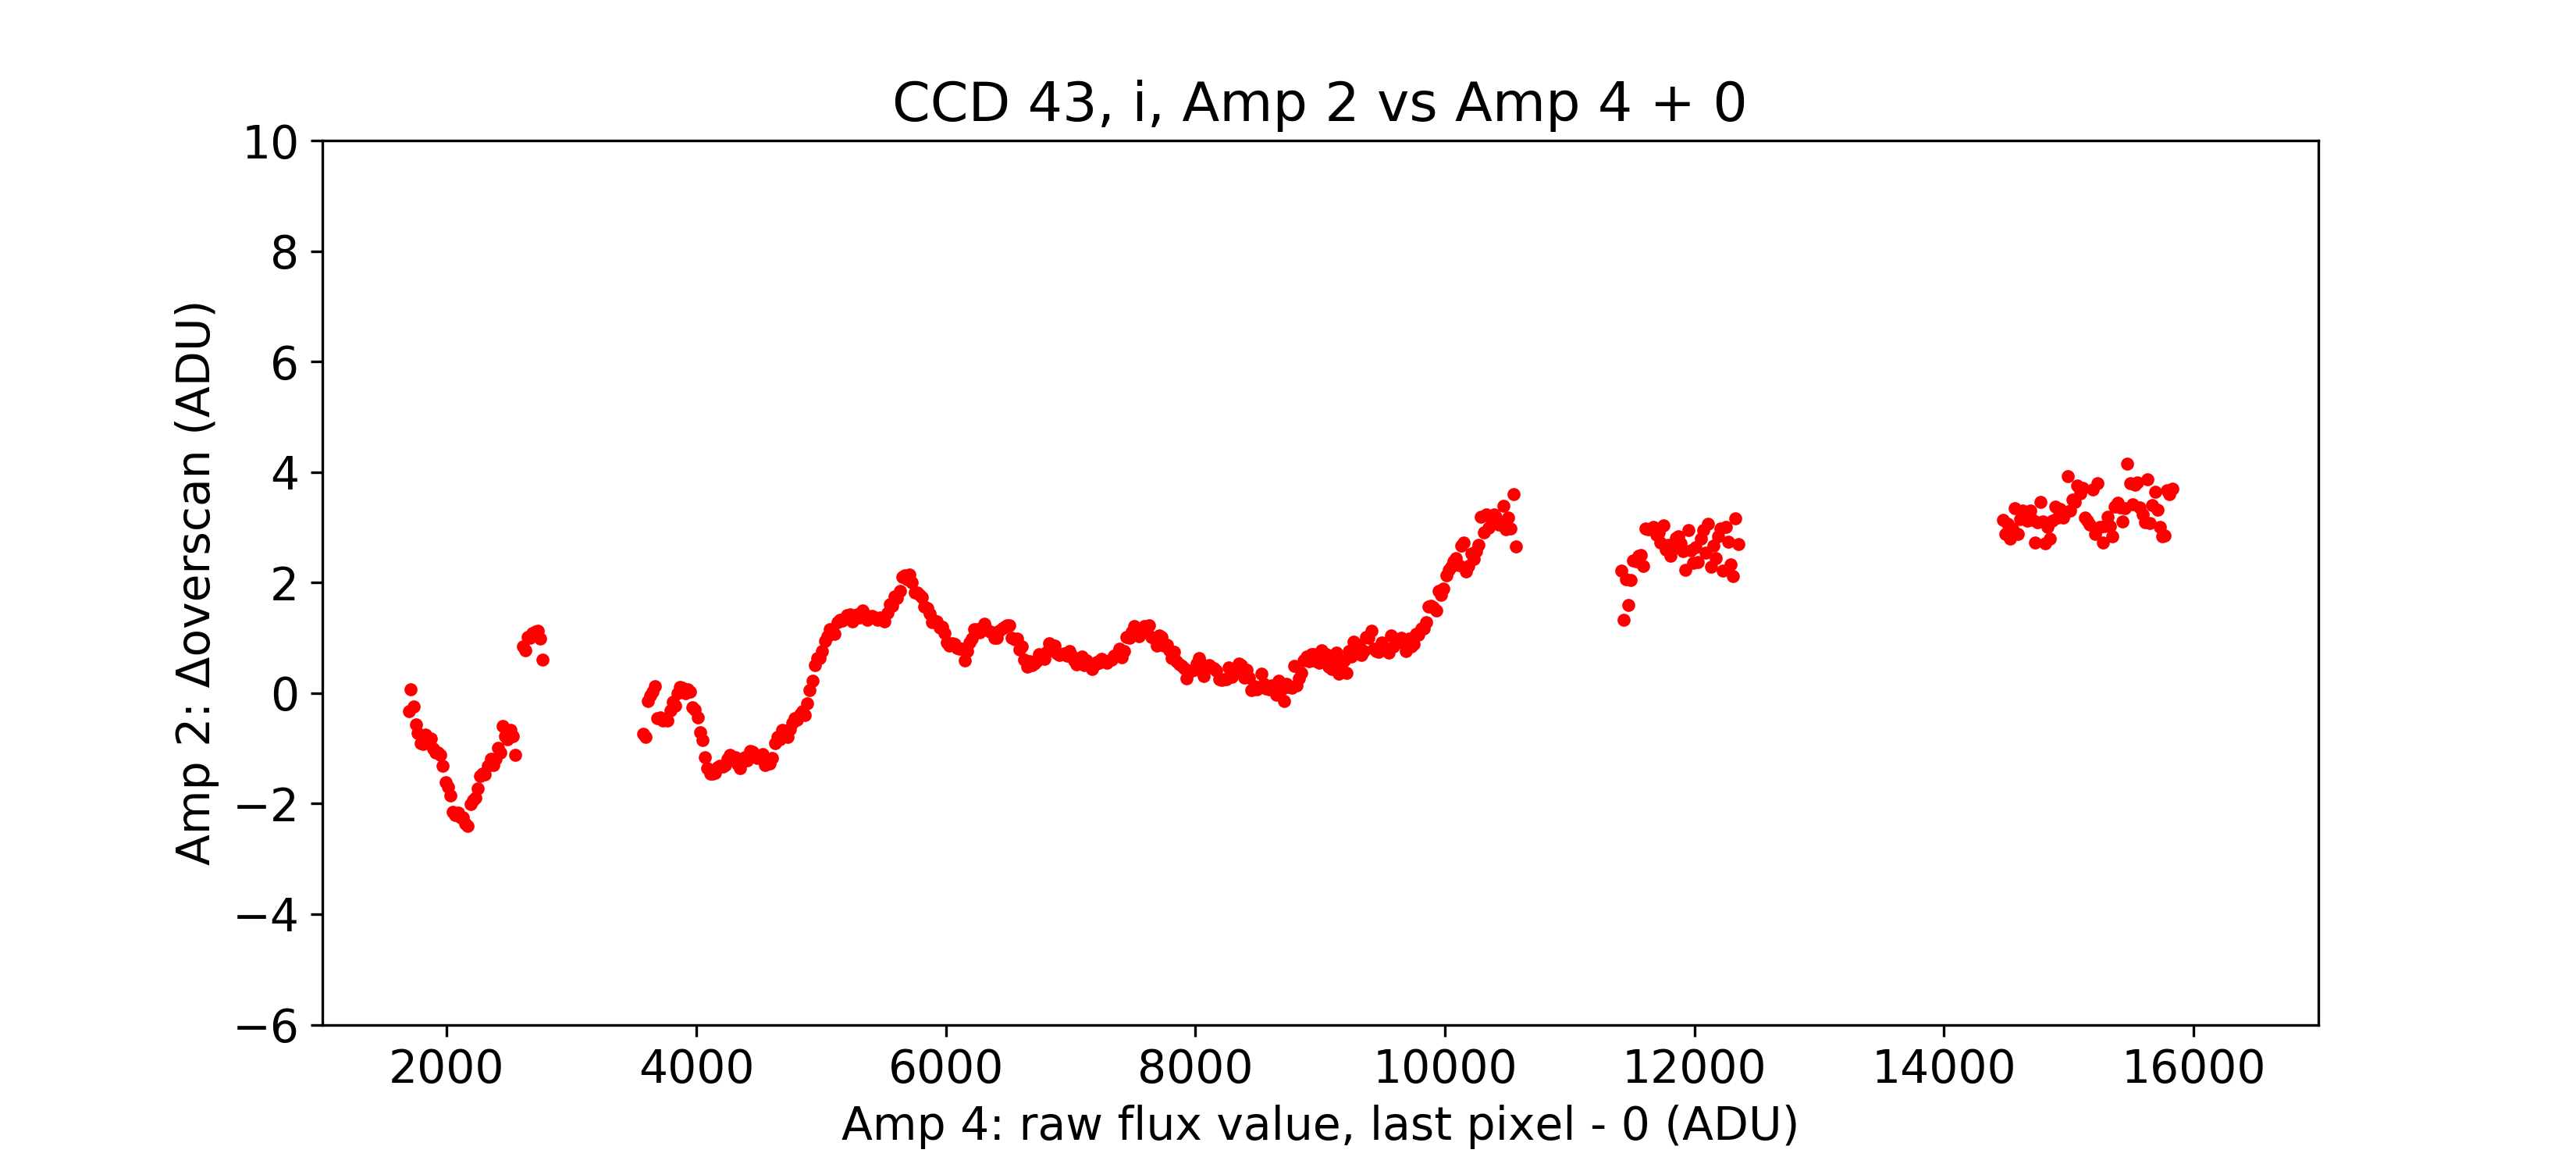 CCD 43, i, Amp 2 vs Amp 4 + 0
10
8
6
4
2
0
−2
−4
−6
Amp 2: Δoverscan (ADU)
2000 4000 6000 8000 10000 12000 14000 16000
Amp 4: raw flux value, last pixel - 0 (ADU)